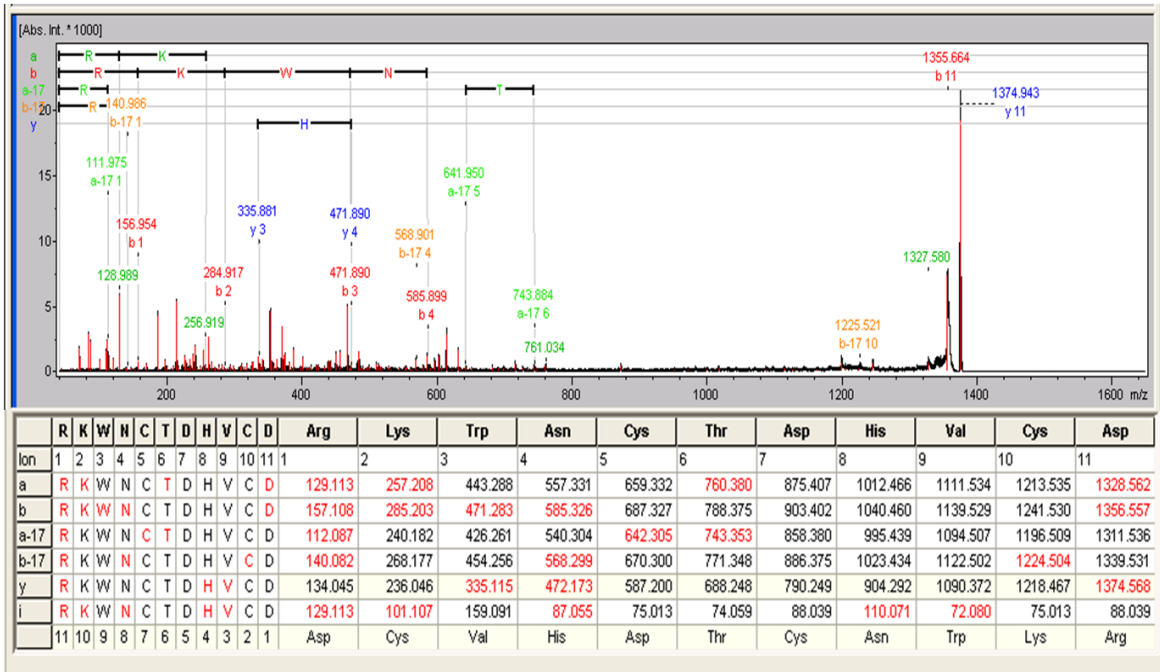 [Abs. Int. * 1000]
a R K
b R K W N
a-17 R T
b-17 R
y H
20
15
10
5
0
140.986
b-17 1
111.975
a-17 1
156.954
b 1
128.989
256.919
284.917
b 2
335.881
y 3
471.890
y 4
471.890
b 3
568.901
b-17 4
585.899
b 4
641.950
a-17 5
743.884
a-17 6
761.034
1225.521
b-17 10
1327.580
1355.664
b 11
1374.943
y 11
200 400 600 800 1000 1200 1400 1600 m/z
R K W N C T D H V C D Arg Lys Trp Asn Cys Thr Asp His Val Cys Asp
Ion 1 2 3 4 5 6 7 8 9 10 11 1 2 3 4 5 6 7 8 9 10 11
a R K W N C T D H V C D 129.113 257.208 443.288 557.331 659.332 760.380 875.407 1012.466 1111.534 1213.535 1328.562
b R K W N C T D H V C D 157.108 285.203 471.283 585.326 687.327 788.375 903.402 1040.460 1139.529 1241.530 1356.557
a-17 R K W N C T D H V C D 112.087 240.182 426.261 540.304 642.305 743.353 858.380 995.439 1094.507 1196.509 1311.536
b-17 R K W N C T D H V C D 140.082 268.177 454.256 568.299 670.300 771.348 886.375 1023.434 1122.502 1224.504 1339.531
y R K W N C T D H V C D 134.045 236.046 335.115 472.173 587.200 688.248 790.249 904.292 1090.372 1218.467 1374.568
i R K W N C T D H V C D 129.113 101.107 159.091 87.055 75.013 74.059 88.039 110.071 72.080 75.013 88.039
11 10 9 8 7 6 5 4 3 2 1 Asp Cys Val His Asp Thr Cys Asn Trp Lys Arg